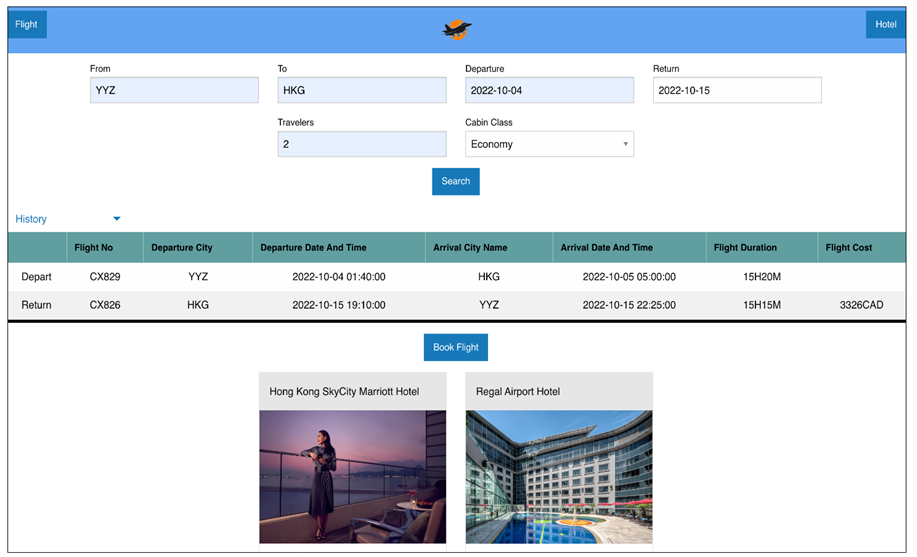 Flight Hotel
From To Departure Return
YYZ HKG 2022-10-04 2022-10-15
Travelers Cabin Class
2 Economy
Search
History
Flight No Departure City Departure Date And Time Arrival City Name Arrival Date And Time Flight Duration Flight Cost
Depart CX829 YYZ 2022-10-04 01:40:00 HKG 2022-10-05 05:00:00 15H20M
Return CX826 HKG 2022-10-15 19:10:00 YYZ 2022-10-15 22:25:00 15H15M 3326CAD
Book Flight
Hong Kong SkyCity Marriott Hotel Regal Airport Hotel